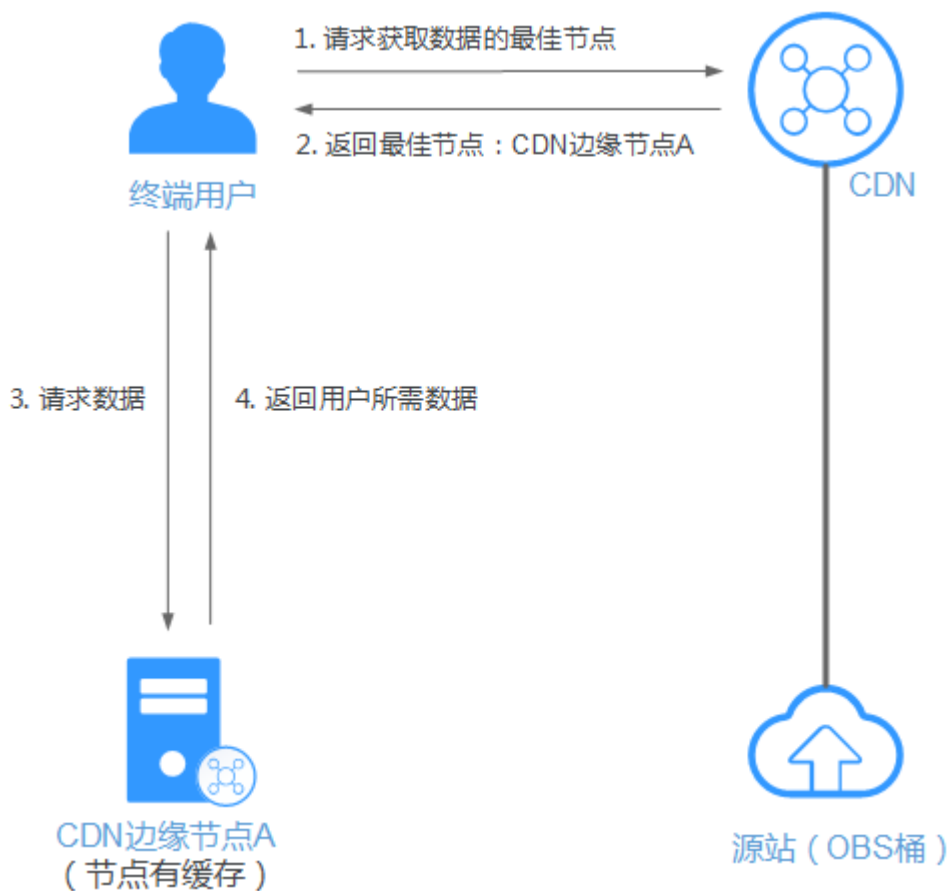 1. 请求获取数据的最佳节点
2. 返回最佳节点：CDN边缘节点A
终端用户
CDN
3. 请求数据
4. 返回用户所需数据
CDN边缘节点A
（节点有缓存）
源站（OBS桶）